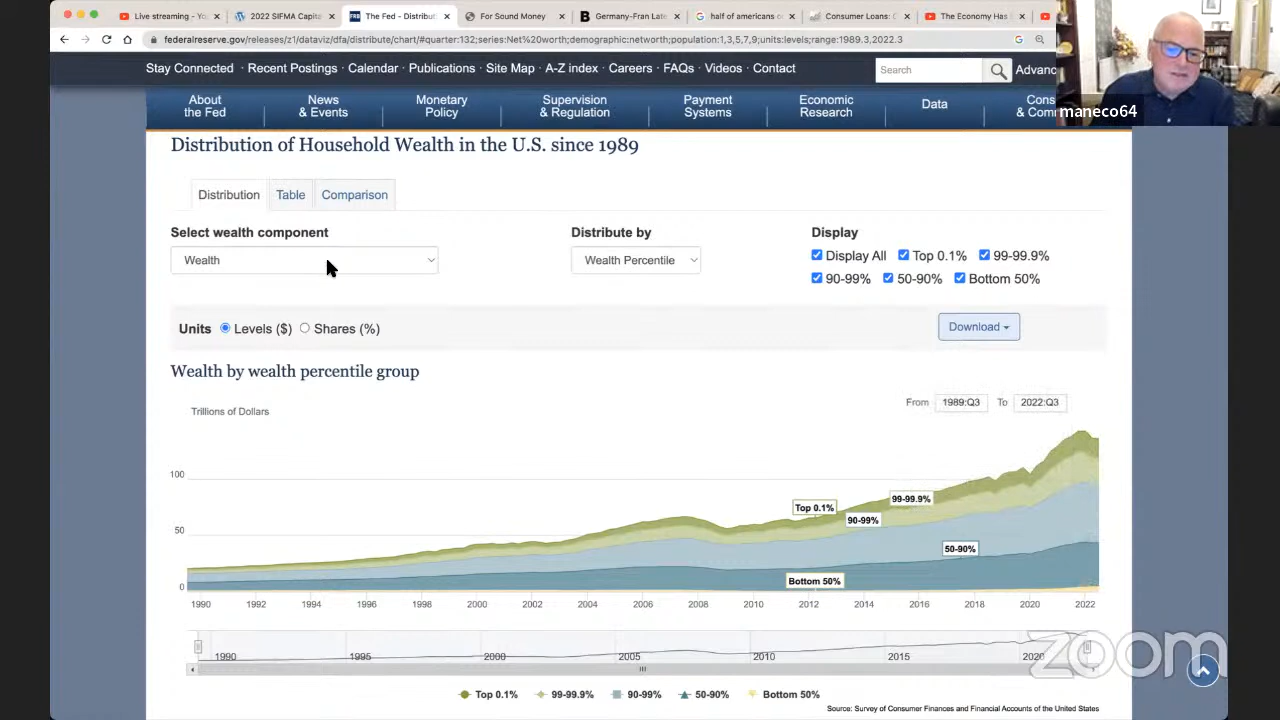 Live streaming - Yo
2022 SIFMA Capita
The Fed - Distribut
For Sound Money
Germany-Fran Late
half of americans o
Consumer Loans: C
The Economy Has
federalreserve.gov/releases/z1/dataviz/dfa/distribute/chart/#quarter:132;series:Net%20worth;demographic:networth;population:1,3,5,7,9;units:levels;range:1989.3,2022.3
Stay Connected · Recent Postings · Calendar · Publications · Site Map · A-Z index · Careers · FAQs · Videos · Contact
Search
Advanc
maneco64
About the Fed
News & Events
Monetary Policy
Supervision & Regulation
Payment Systems
Economic Research
Data
Cons & Comm
Distribution of Household Wealth in the U.S. since 1989
Distribution
Table
Comparison
Select wealth component
Distribute by
Display
Wealth
Wealth Percentile
Display All
Top 0.1%
99-99.9%
90-99%
50-90%
Bottom 50%
Units
Levels ($)
Shares (%)
Download
Wealth by wealth percentile group
Trillions of Dollars
From 1989:Q3 To 2022:Q3
100
50
0
99-99.9%
Top 0.1%
90-99%
50-90%
Bottom 50%
1990 1992 1994 1996 1998 2000 2002 2004 2006 2008 2010 2012 2014 2016 2018 2020 2022
1990 1995 2000 2005 2010 2015 2020
zoom
Top 0.1% 99-99.9% 90-99% 50-90% Bottom 50%
Source: Survey of Consumer Finances and Financial Accounts of the United States